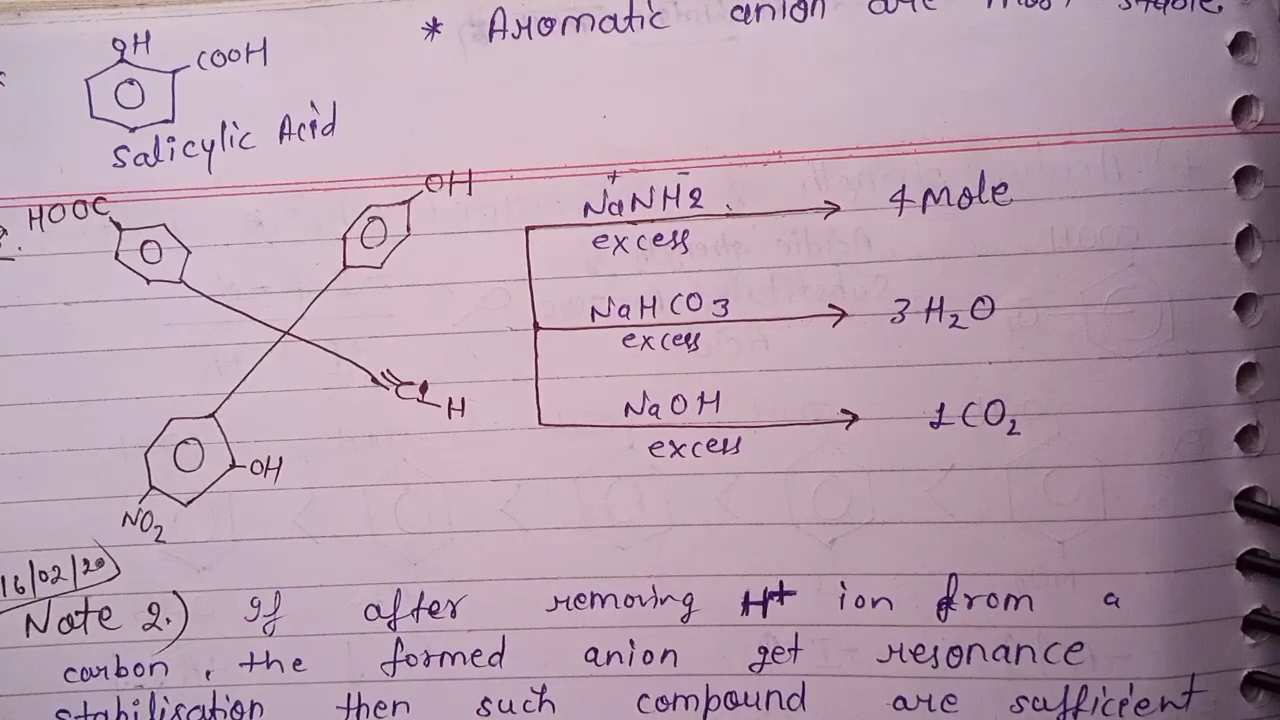 * Aromatic anion are most stable
OH
COOH
Salicylic Acid
HOOC
OH
+ -
NaNH2 4 mole
excess
NaHCO3 3 H2O
excess
C
H
NaOH 1 CO2
excess
OH
NO2
16/02/20
Note 2.) If after removing H+ ion from a
carbon, the formed anion get resonance
stabilisation then such compound are sufficient